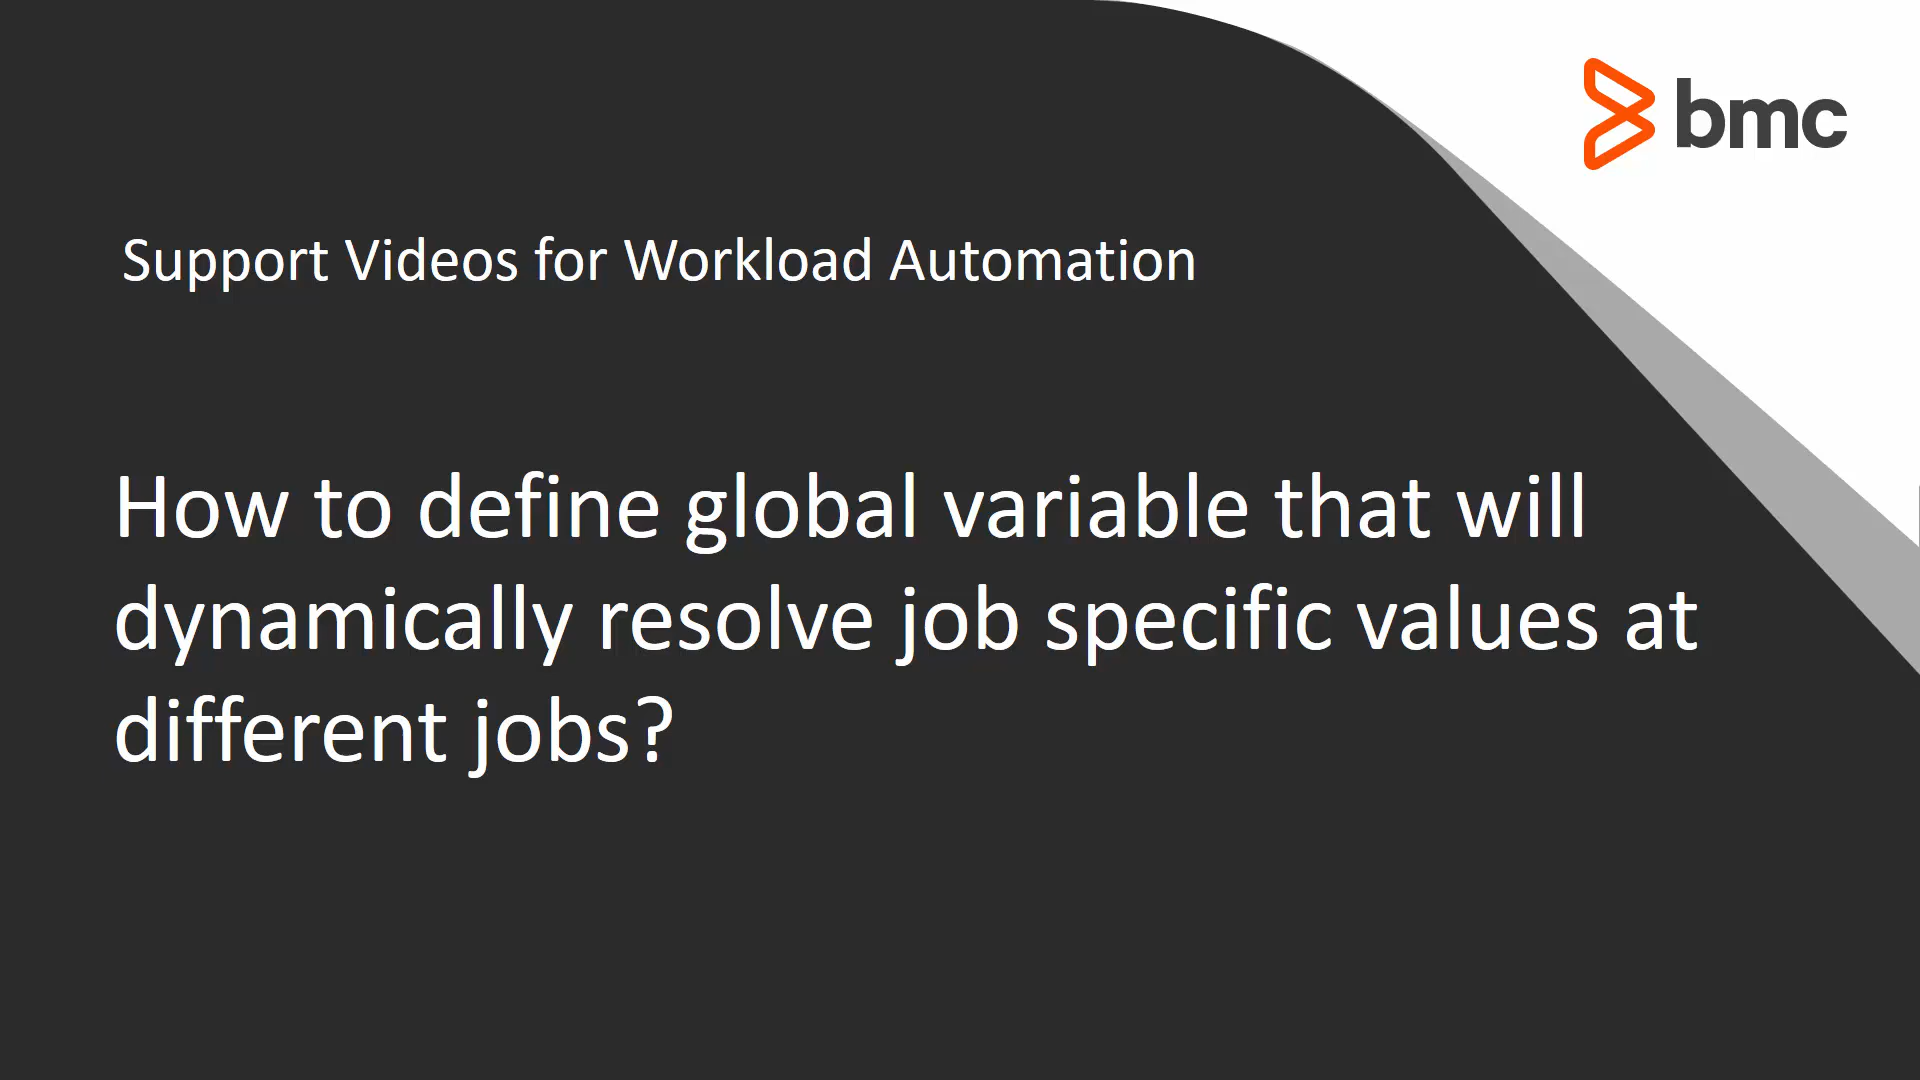 bmc
Support Videos for Workload Automation
How to define global variable that will
dynamically resolve job specific values at
different jobs?